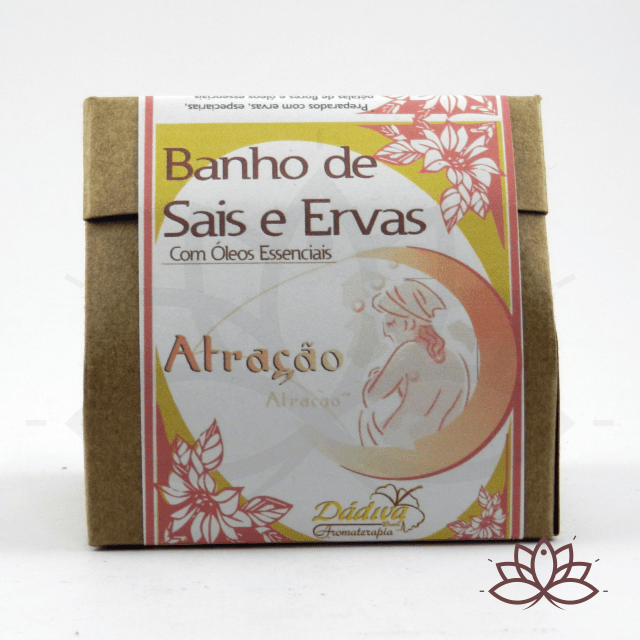 Preparados com ervas, especiarias,
pétalas de flores e óleos essenciais
Banho de
Sais e Ervas
Com Óleos Essenciais
Atração
Atração
Dádiva
Aromaterapia